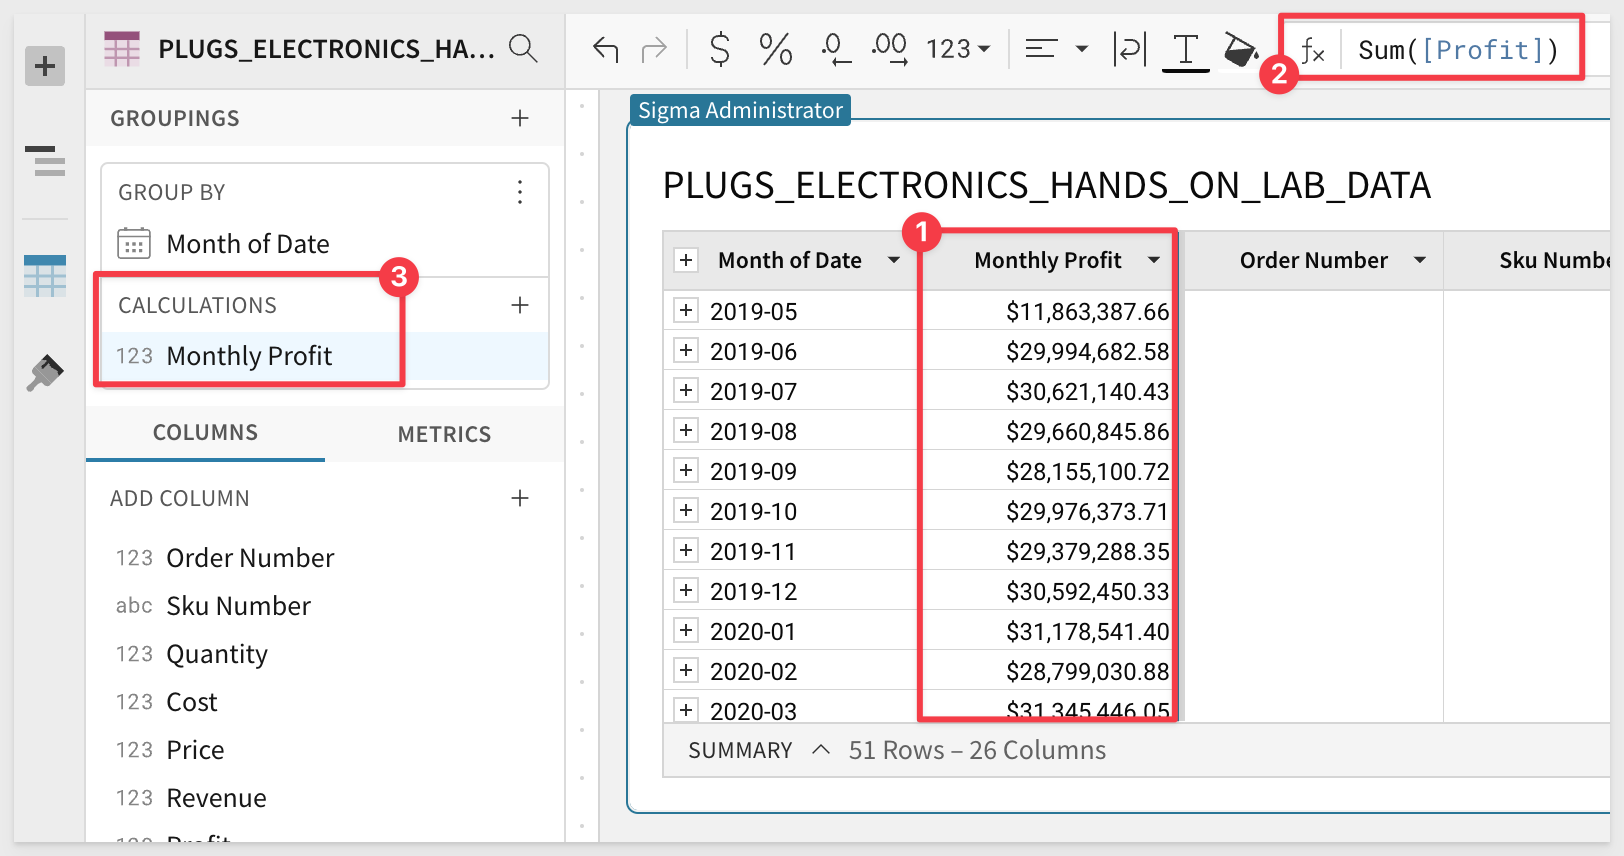 PLUGS_ELECTRONICS_HA...
$ % .0 .00 123
T
fx Sum([Profit])
2
GROUPINGS
GROUP BY
Month of Date
3
CALCULATIONS
123 Monthly Profit
COLUMNS METRICS
ADD COLUMN
123 Order Number
abc Sku Number
123 Quantity
123 Cost
123 Price
123 Revenue
123 Profit
Sigma Administrator
PLUGS_ELECTRONICS_HANDS_ON_LAB_DATA
1
Month of Date Monthly Profit Order Number Sku Numbe
2019-05 $11,863,387.66
2019-06 $29,994,682.58
2019-07 $30,621,140.43
2019-08 $29,660,845.86
2019-09 $28,155,100.72
2019-10 $29,976,373.71
2019-11 $29,379,288.35
2019-12 $30,592,450.33
2020-01 $31,178,541.40
2020-02 $28,799,030.88
2020-03 $31,345,446.05
SUMMARY 51 Rows – 26 Columns